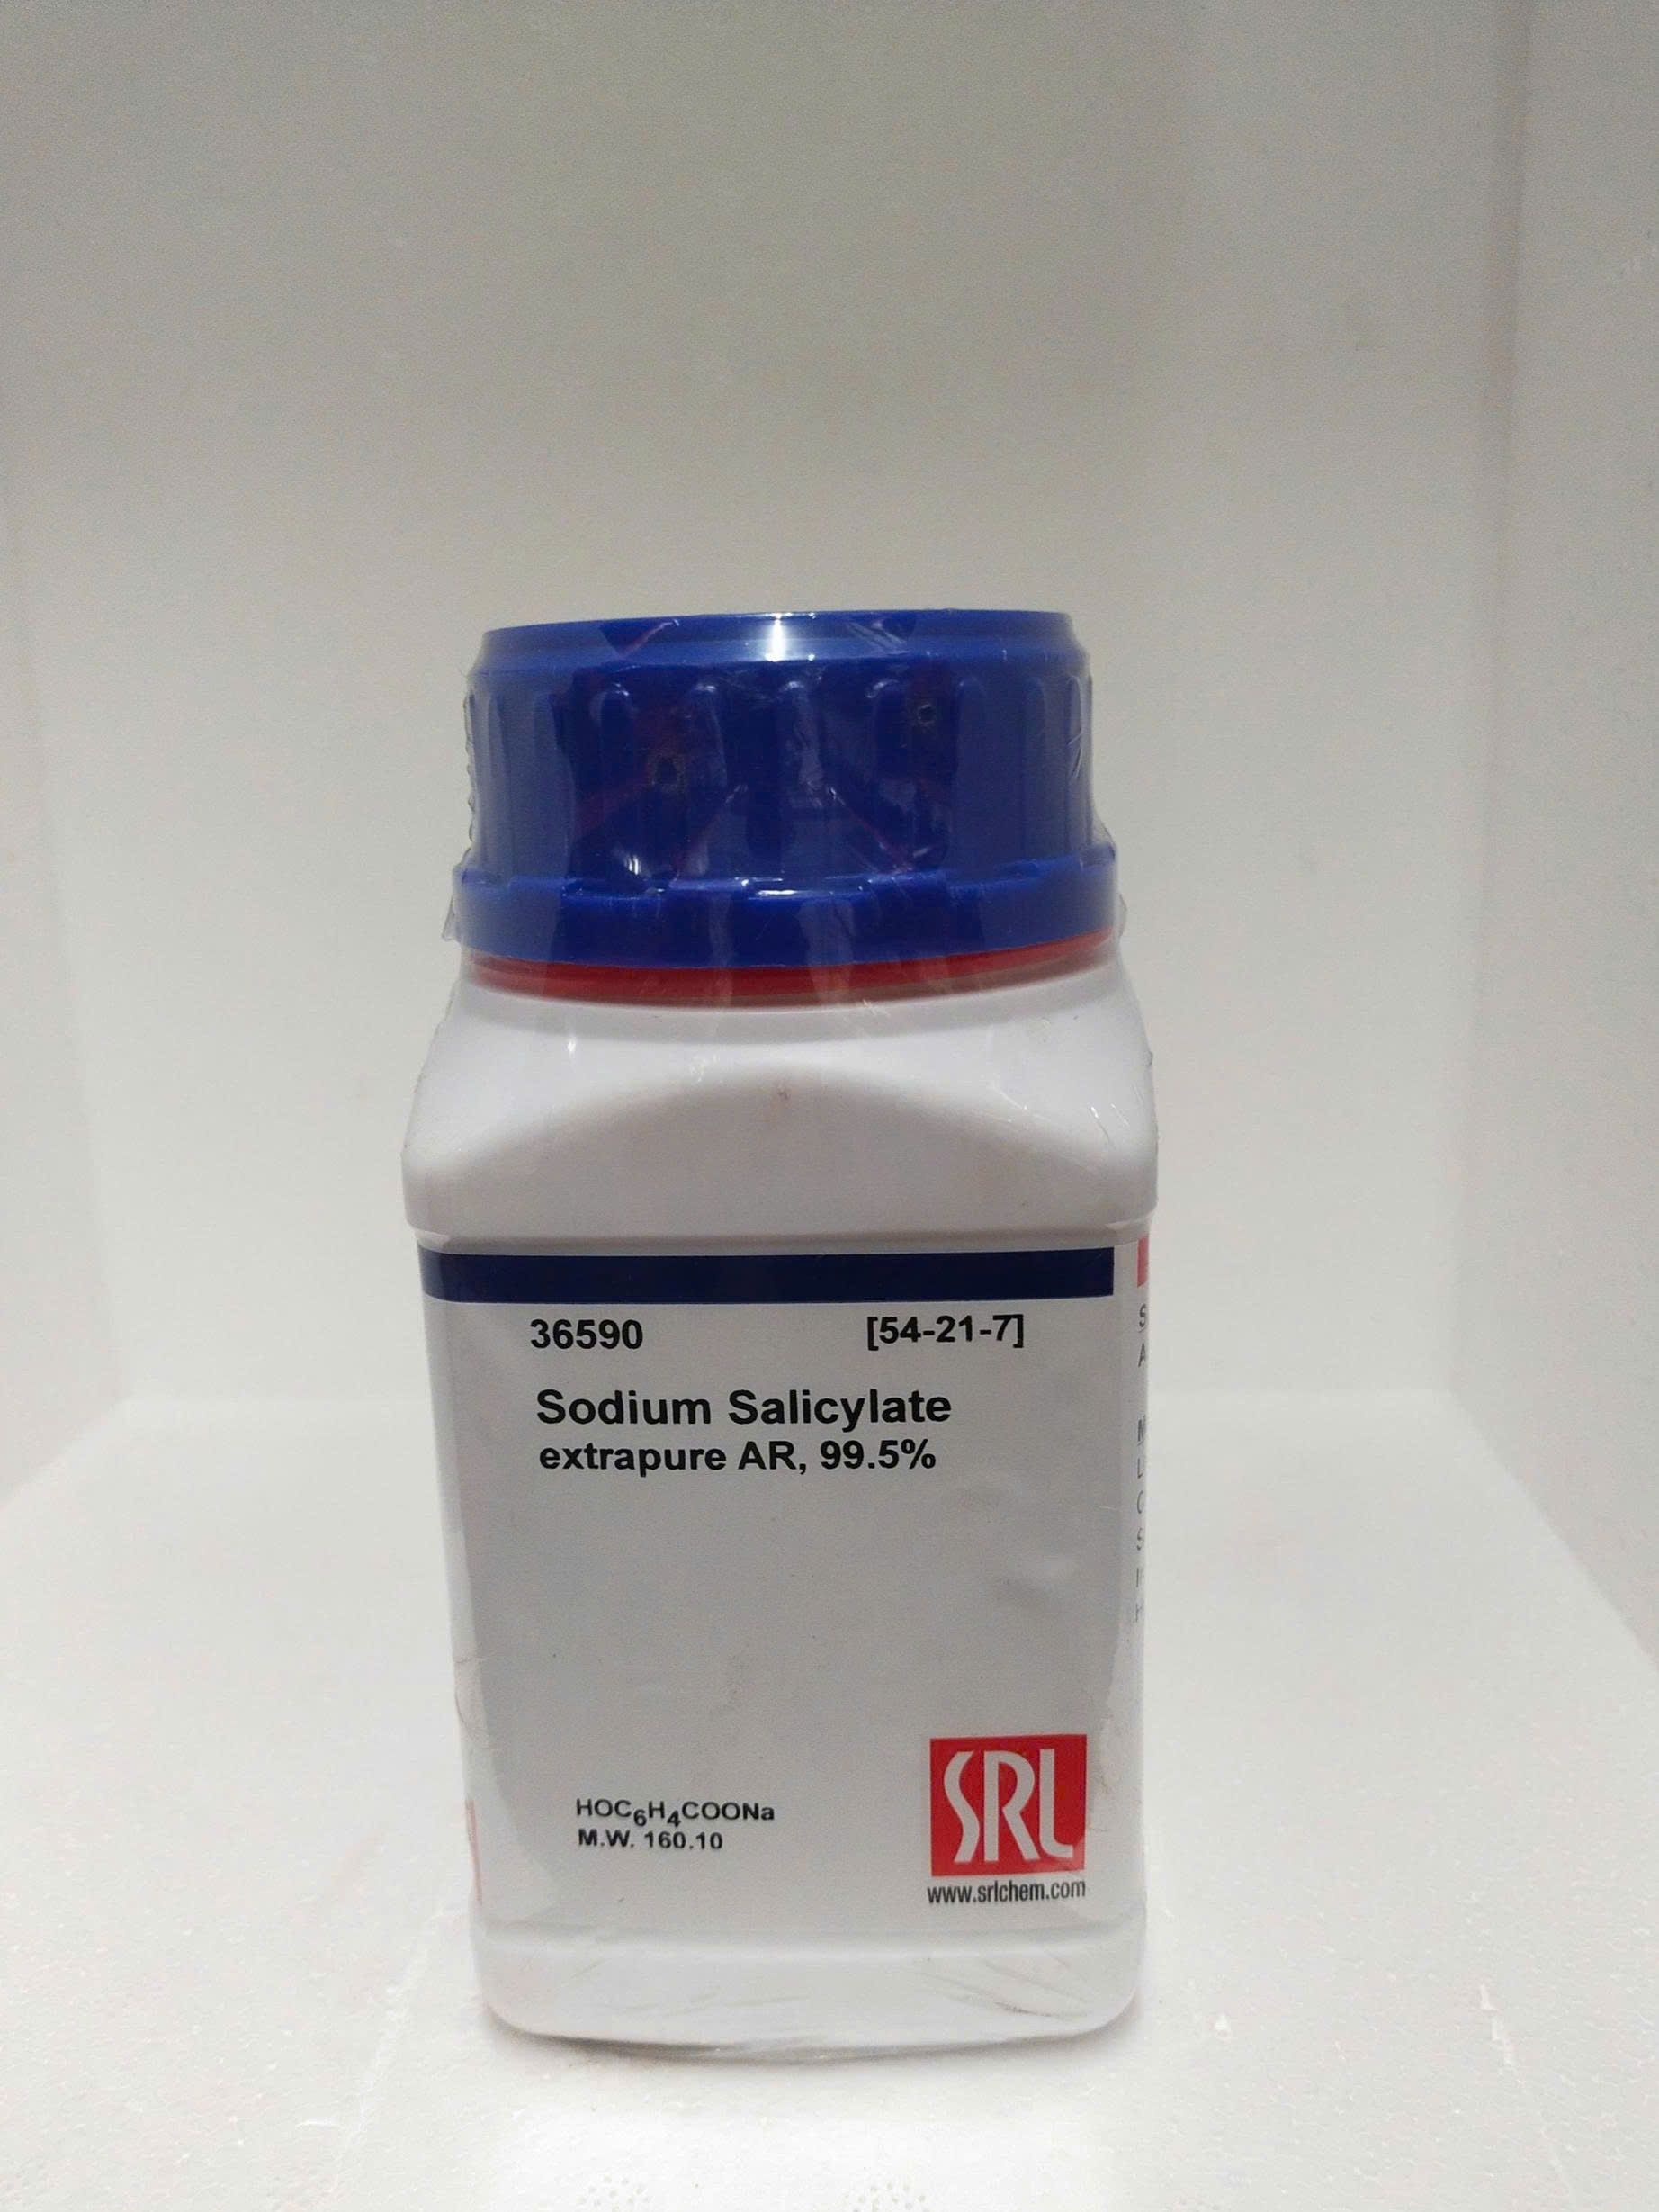 36590 [54-21-7]
Sodium Salicylate
extrapure AR, 99.5%
HOC₆H₄COONa
M.W. 160.10
SRL
www.srlchem.com